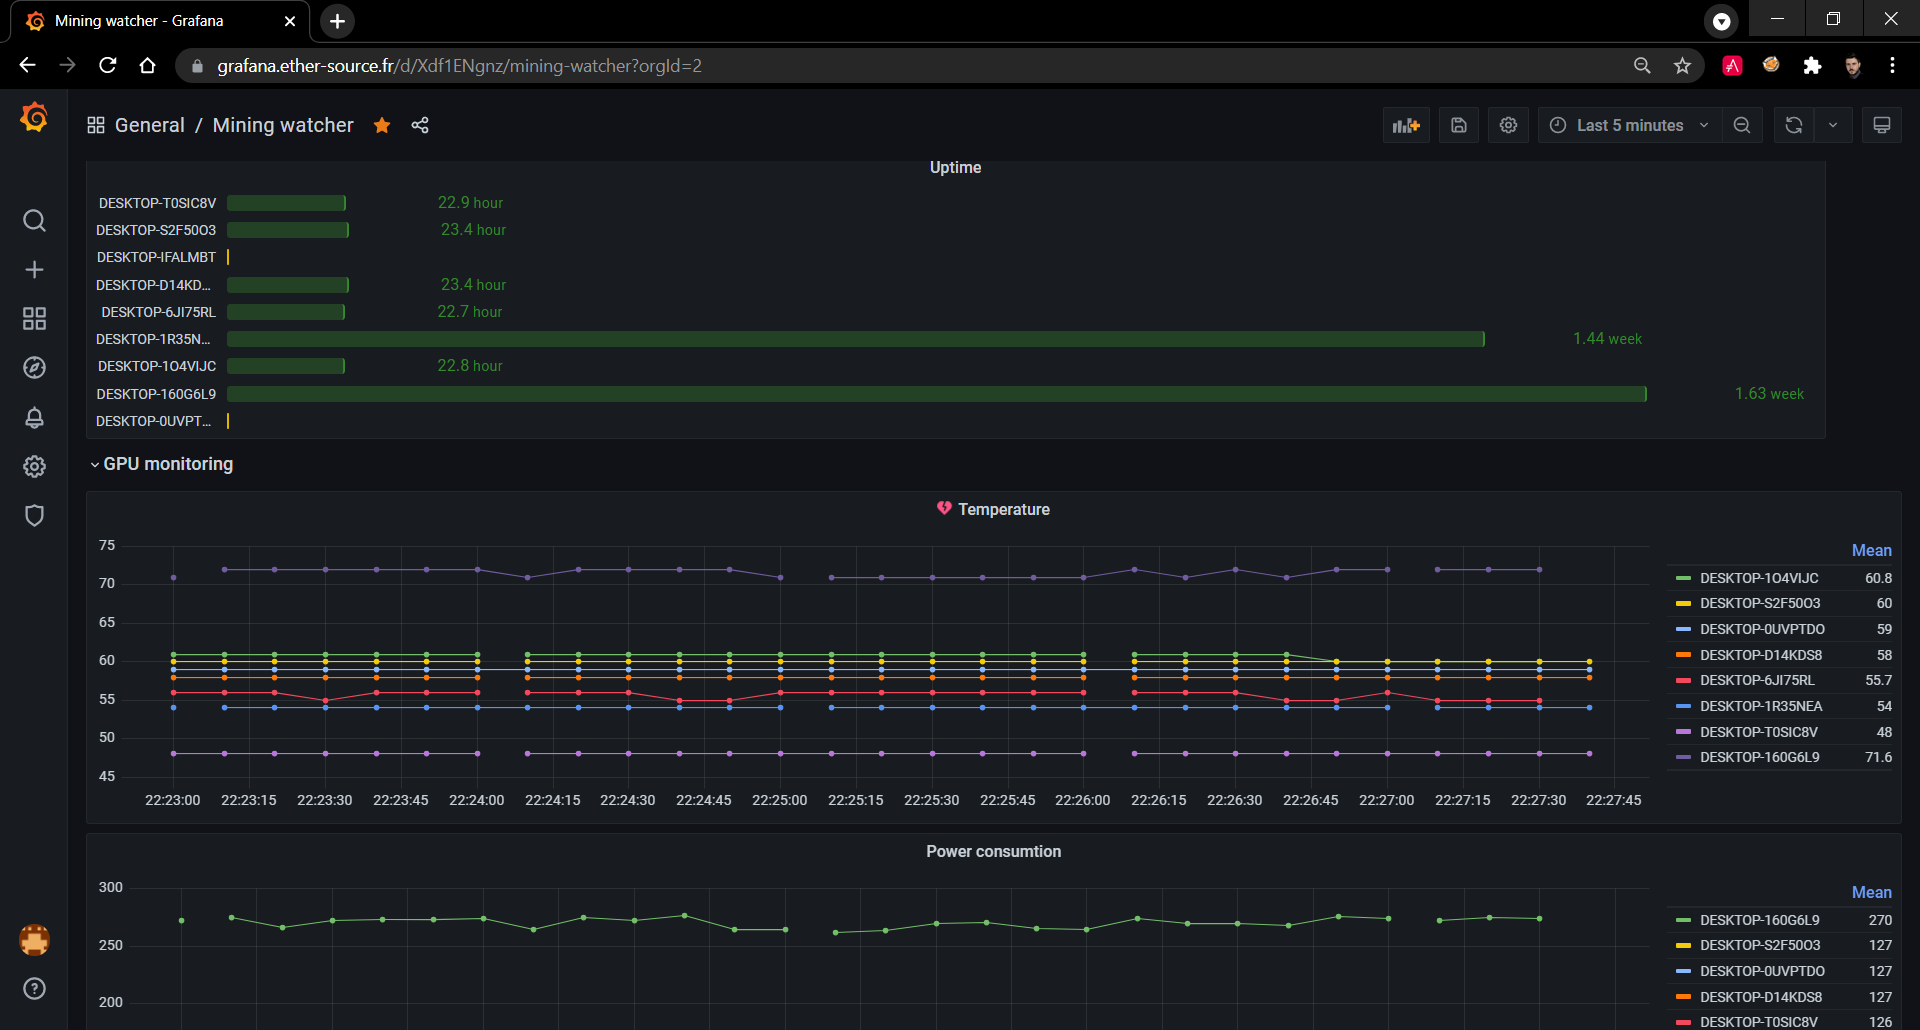 Mining watcher - Grafana
grafana.ether-source.fr/d/Xdf1ENgnz/mining-watcher?orgId=2
General / Mining watcher
Last 5 minutes
Uptime
DESKTOP-T0SIC8V 22.9 hour
DESKTOP-S2F50O3 23.4 hour
DESKTOP-IFALMBT
DESKTOP-D14KD... 23.4 hour
DESKTOP-6JI75RL 22.7 hour
DESKTOP-1R35N... 1.44 week
DESKTOP-1O4VIJC 22.8 hour
DESKTOP-160G6L9 1.63 week
DESKTOP-0UVPT...
GPU monitoring
Temperature
75
70
65
60
55
50
45
22:23:00 22:23:15 22:23:30 22:23:45 22:24:00 22:24:15 22:24:30 22:24:45 22:25:00 22:25:15 22:25:30 22:25:45 22:26:00 22:26:15 22:26:30 22:26:45 22:27:00 22:27:15 22:27:30 22:27:45
Mean
DESKTOP-1O4VIJC 60.8
DESKTOP-S2F50O3 60
DESKTOP-0UVPTDO 59
DESKTOP-D14KDS8 58
DESKTOP-6JI75RL 55.7
DESKTOP-1R35NEA 54
DESKTOP-T0SIC8V 48
DESKTOP-160G6L9 71.6
Power consumtion
300
250
200
Mean
DESKTOP-160G6L9 270
DESKTOP-S2F50O3 127
DESKTOP-0UVPTDO 127
DESKTOP-D14KDS8 127
DESKTOP-T0SIC8V 126